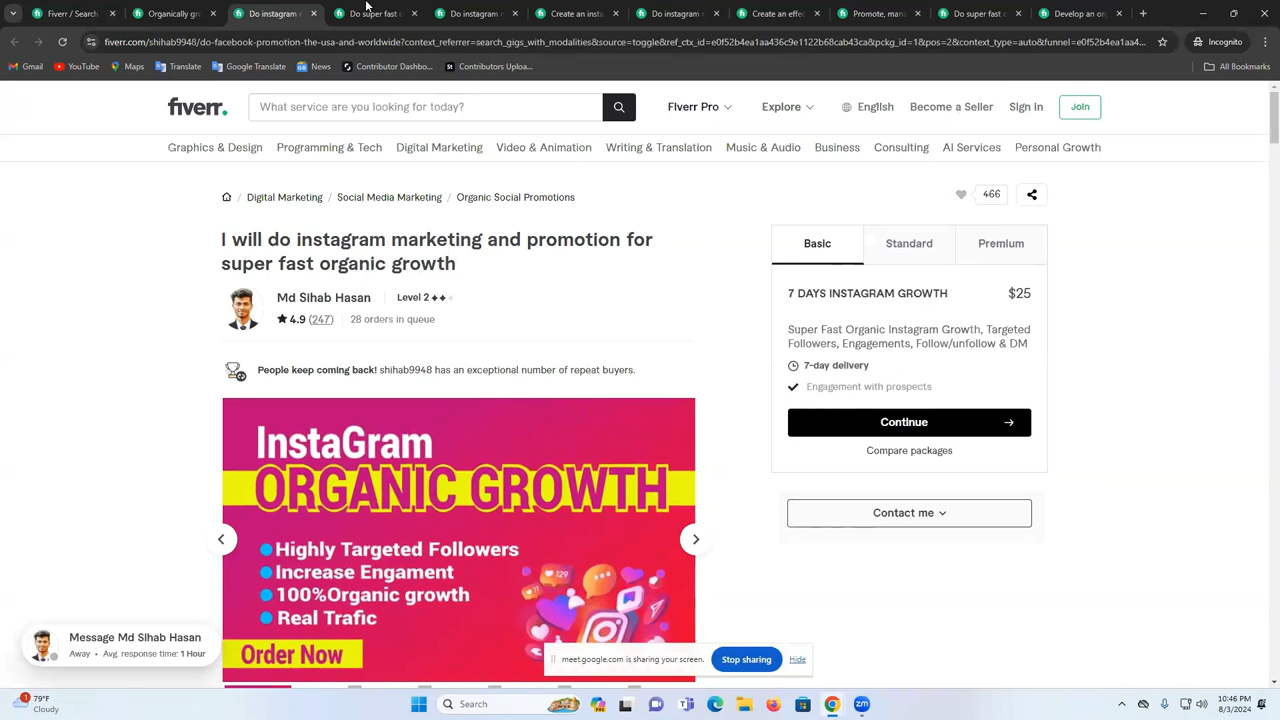 Fiverr / Search
Organically gr
Do instagram m
Do super fast o
Do instagram
Create an insta
Do instagram
Create an effec
Promote, mana
Do super fast o
Develop an or
fiverr.com/shihab9948/do-facebook-promotion-the-usa-and-worldwide?context_referrer=search_gigs_with_modalities&source=toggle&ref_ctx_id=e0f52b4ea1aa436c9e1122b68cab43ca&pckg_id=1&pos=2&context_type=auto&funnel=e0f52b4ea1aa4...
Incognito
Gmail
YouTube
Maps
Translate
Google Translate
News
Contributor Dashbo...
Contributors Uploa...
All Bookmarks
fiverr.
What service are you looking for today?
Fiverr Pro
Explore
English
Become a Seller
Sign in
Join
Graphics & Design
Programming & Tech
Digital Marketing
Video & Animation
Writing & Translation
Music & Audio
Business
Consulting
AI Services
Personal Growth
/ Digital Marketing / Social Media Marketing / Organic Social Promotions
466
I will do instagram marketing and promotion for
super fast organic growth
Md Sihab Hasan
Level 2
4.9 (247)
28 orders in queue
People keep coming back! shihab9948 has an exceptional number of repeat buyers.
InstaGram
ORGANIC GROWTH
Highly Targeted Followers
Increase Engament
100%Organic growth
Real Trafic
Order Now
129
Basic
Standard
Premium
7 DAYS INSTAGRAM GROWTH
$25
Super Fast Organic Instagram Growth, Targeted
Followers, Engagements, Follow/unfollow & DM
7-day delivery
Engagement with prospects
Continue
Compare packages
Contact me
Message Md Sihab Hasan
Away • Avg. response time: 1 Hour
meet.google.com is sharing your screen.
Stop sharing
Hide
1
79°F
Cloudy
Search
zm
10:46 PM
8/3/2024